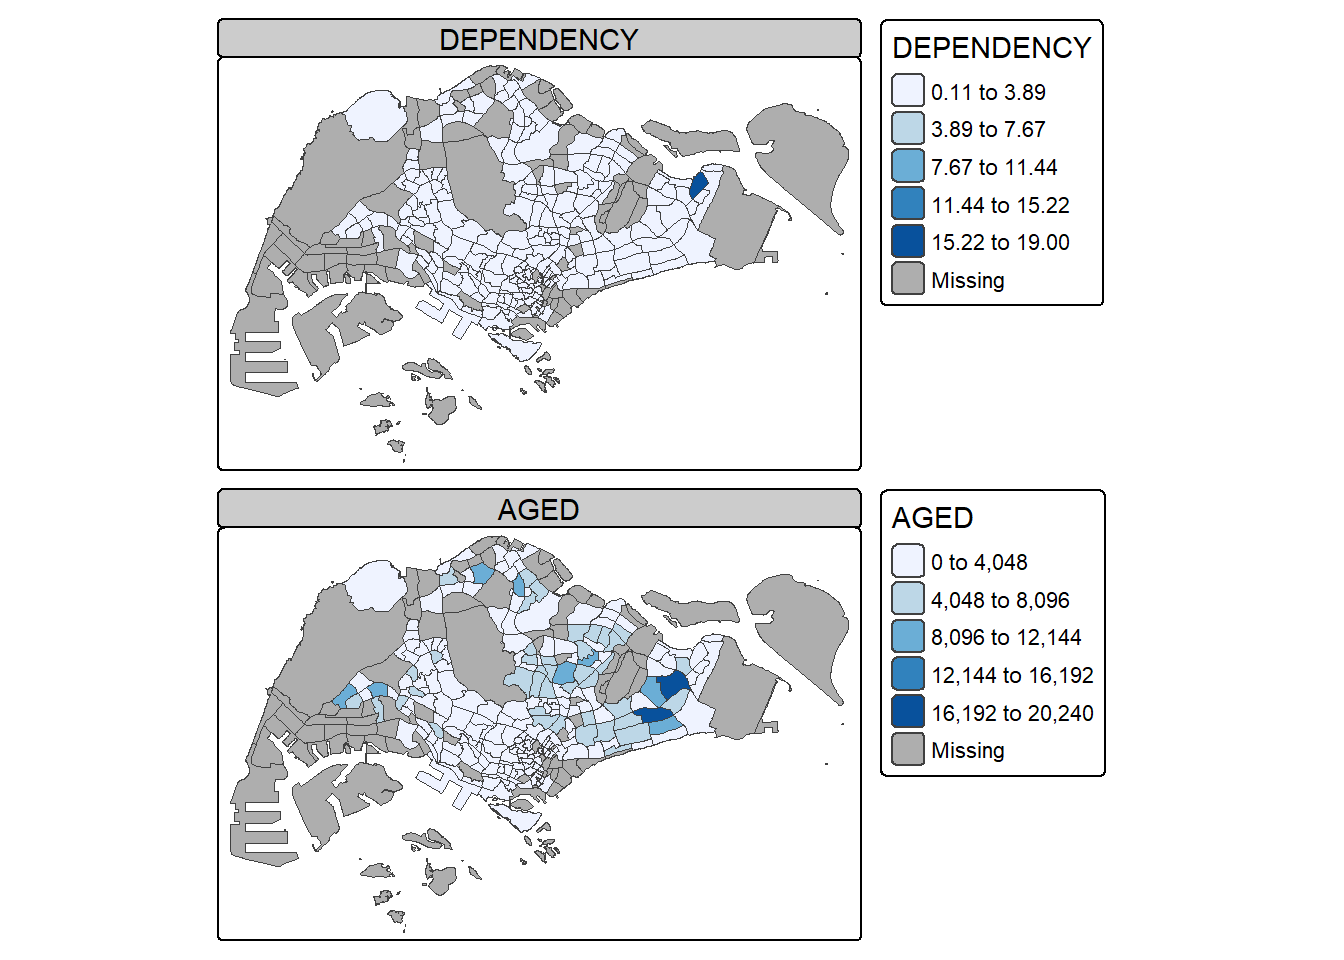 DEPENDENCY
DEPENDENCY
0.11 to 3.89
3.89 to 7.67
7.67 to 11.44
11.44 to 15.22
15.22 to 19.00
Missing
AGED
AGED
0 to 4,048
4,048 to 8,096
8,096 to 12,144
12,144 to 16,192
16,192 to 20,240
Missing